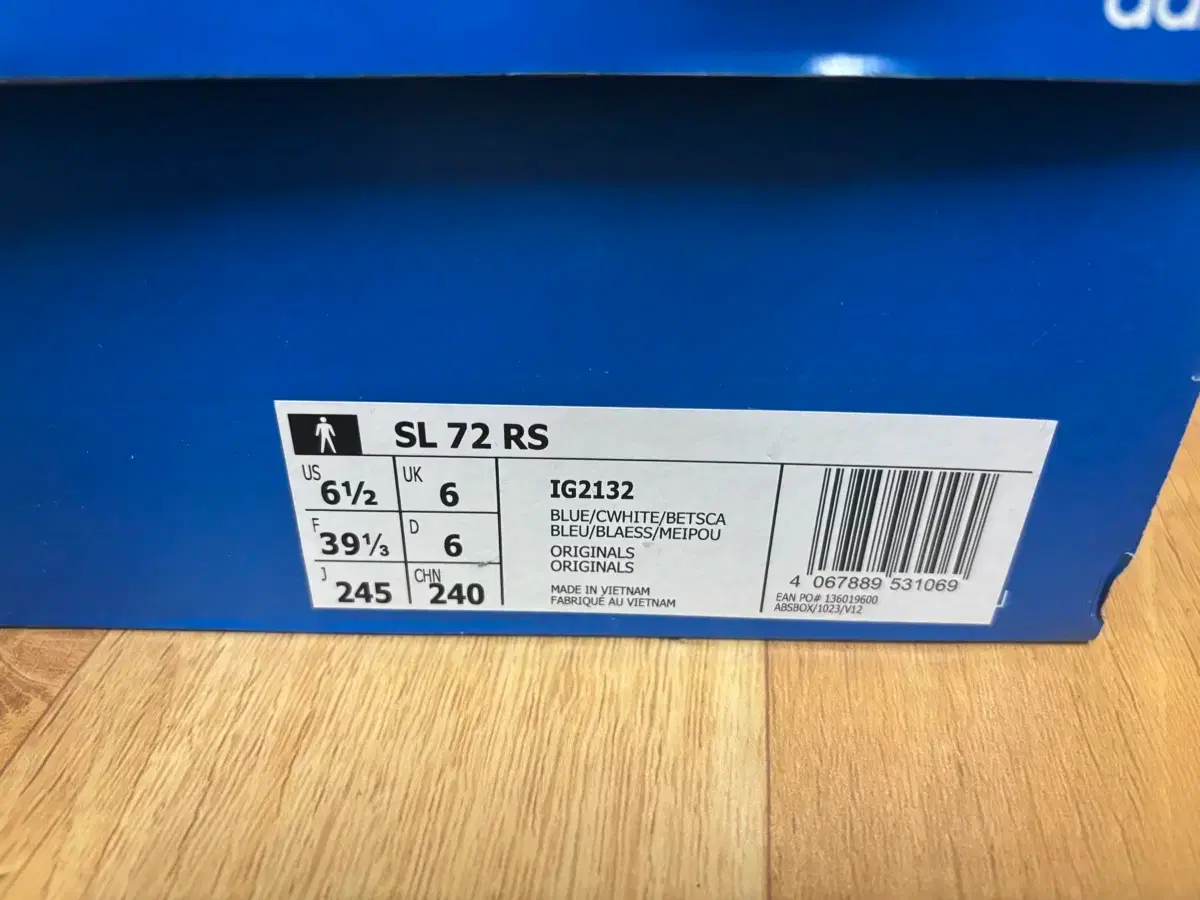 SL 72 RS
US 6½
UK 6
F 39⅓
D 6
J 245
CHN 240
IG2132
BLUE/CWHITE/BETSCA
BLEU/BLAESS/MEIPOU
ORIGINALS
ORIGINALS
MADE IN VIETNAM
FABRIQUÉ AU VIETNAM
4 067889 531069
EAN PO# 136019600
ABSBOX/1023/V12